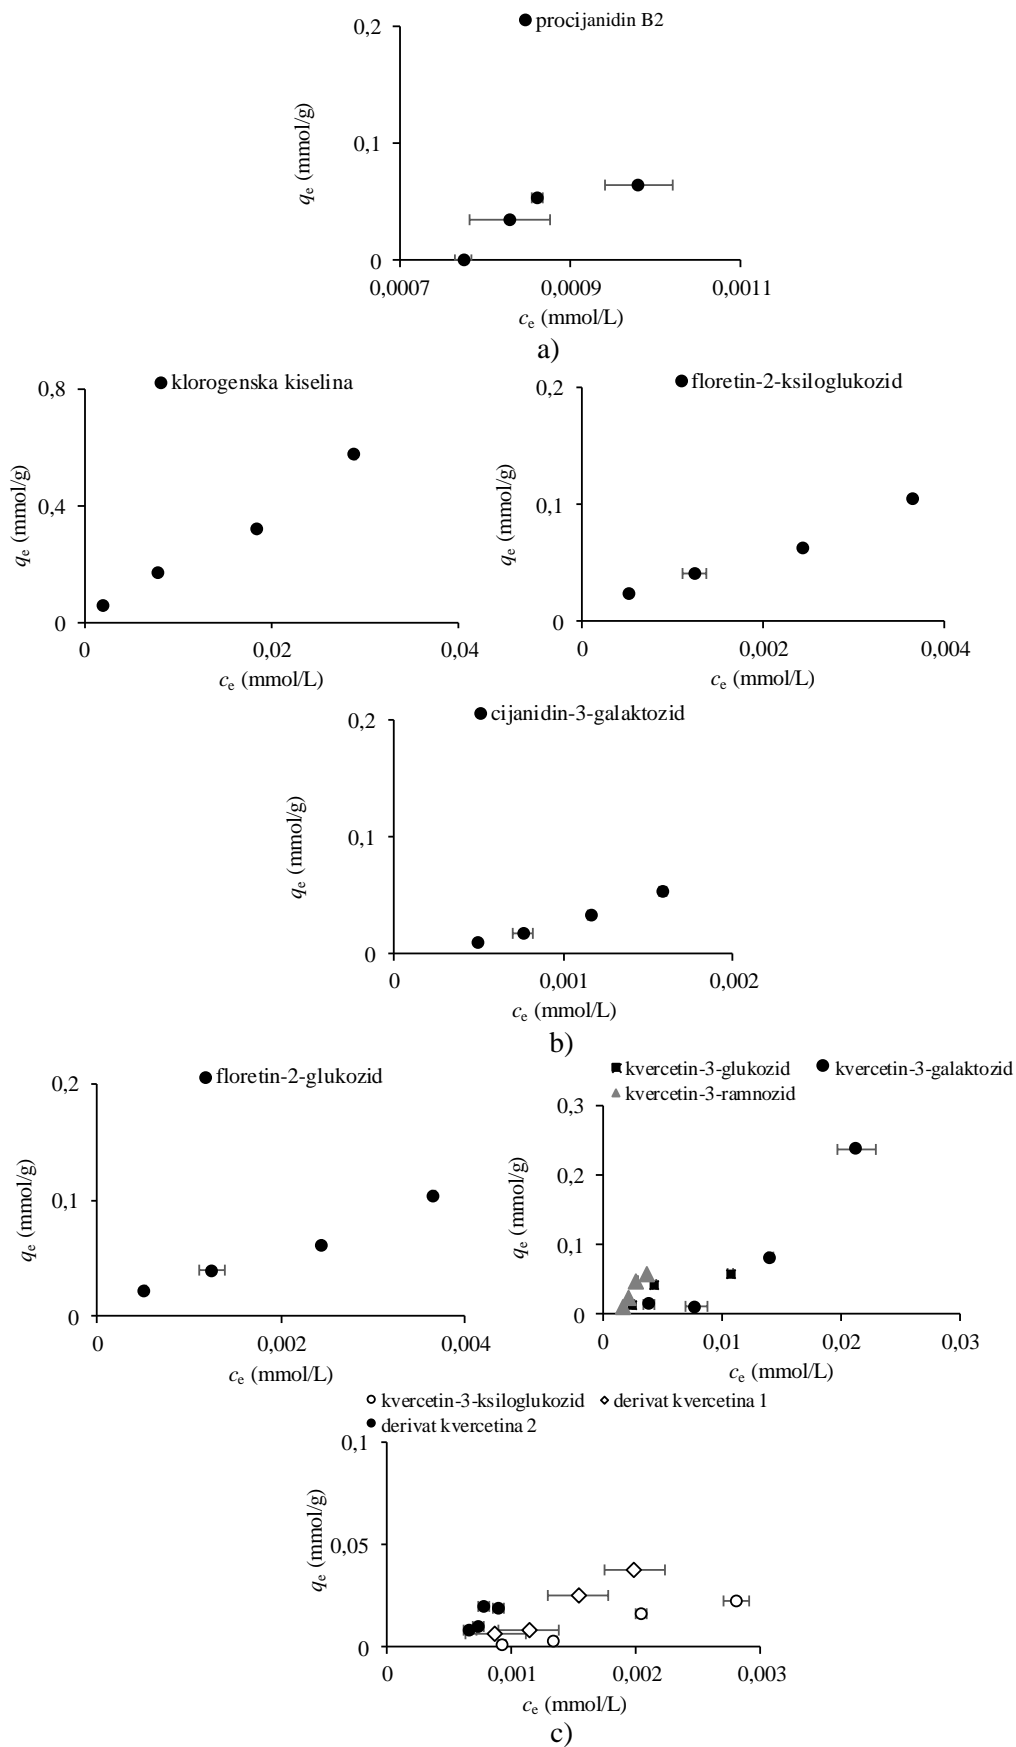 procijanidin B2
0,2
0,1
0
qe (mmol/g)
0,0007 0,0009 0,0011
ce (mmol/L)
a)
klorogenska kiselina
0,8
0,4
0
qe (mmol/g)
0 0,02 0,04
ce (mmol/L)
floretin-2-ksiloglukozid
0,2
0,1
0
qe (mmol/g)
0 0,002 0,004
ce (mmol/L)
cijanidin-3-galaktozid
0,2
0,1
0
qe (mmol/g)
0 0,001 0,002
ce (mmol/L)
b)
floretin-2-glukozid
0,2
0,1
0
qe (mmol/g)
0 0,002 0,004
ce (mmol/L)
kvercetin-3-glukozid kvercetin-3-galaktozid
kvercetin-3-ramnozid
0,3
0,2
0,1
0
qe (mmol/g)
0 0,01 0,02 0,03
ce (mmol/L)
kvercetin-3-ksiloglukozid derivat kvercetina 1
derivat kvercetina 2
0,1
0,05
0
qe (mmol/g)
0 0,001 0,002 0,003
ce (mmol/L)
c)